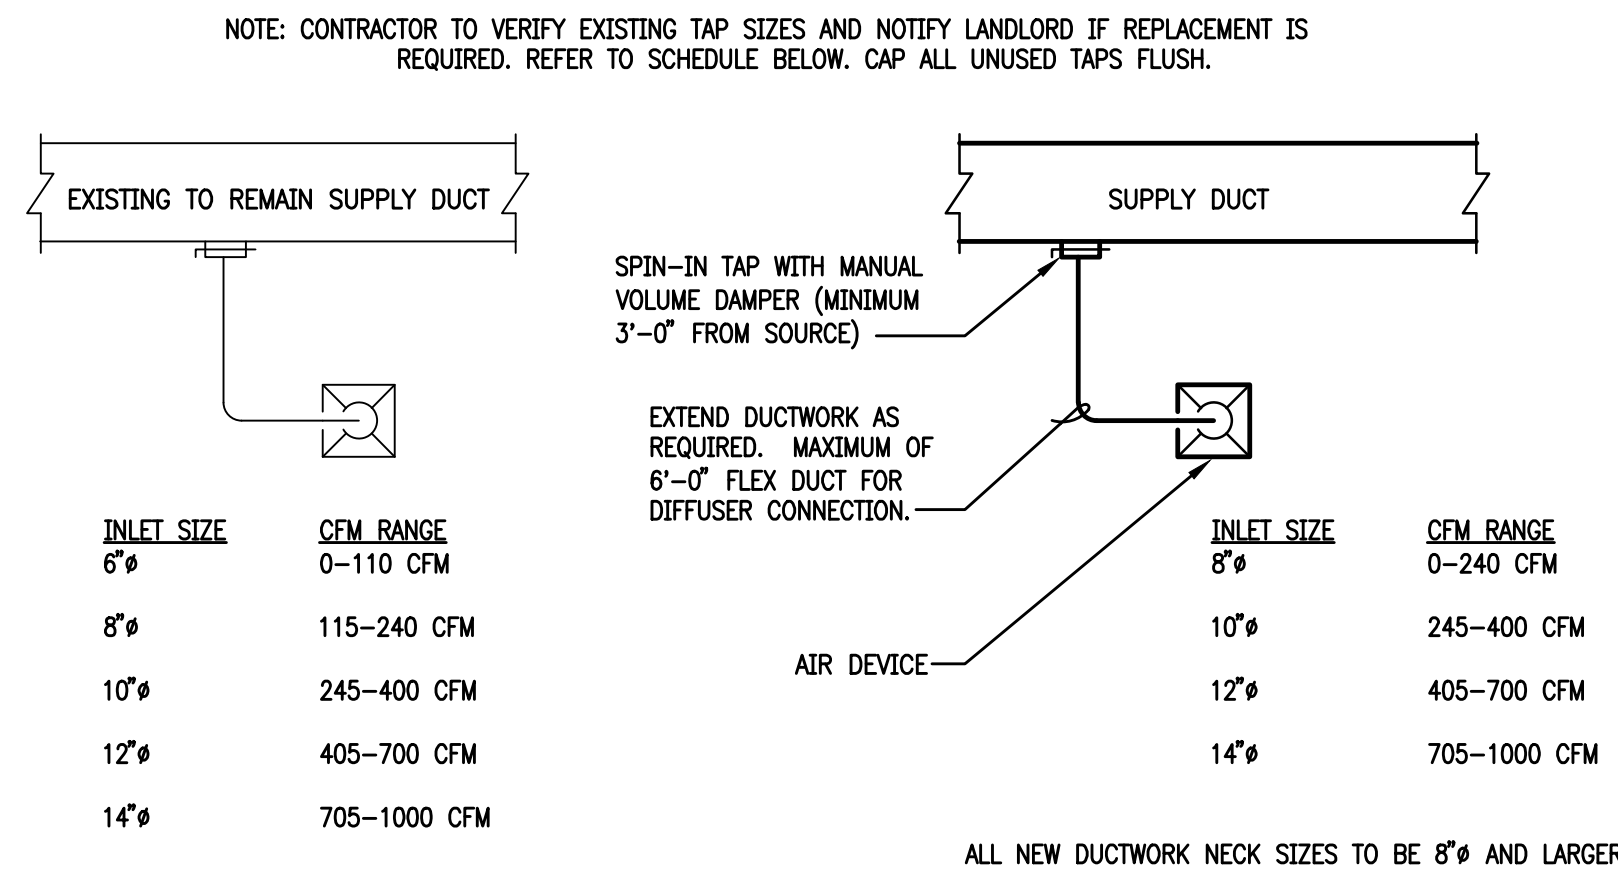 NOTE: CONTRACTOR TO VERIFY EXISTING TAP SIZES AND NOTIFY LANDLORD IF REPLACEMENT IS
REQUIRED. REFER TO SCHEDULE BELOW. CAP ALL UNUSED TAPS FLUSH.
EXISTING TO REMAIN SUPPLY DUCT
SUPPLY DUCT
SPIN-IN TAP WITH MANUAL
VOLUME DAMPER (MINIMUM
3'-0" FROM SOURCE)
EXTEND DUCTWORK AS
REQUIRED. MAXIMUM OF
6'-0" FLEX DUCT FOR
DIFFUSER CONNECTION.
AIR DEVICE
INLET SIZE CFM RANGE
6"ø 0-110 CFM
8"ø 115-240 CFM
10"ø 245-400 CFM
12"ø 405-700 CFM
14"ø 705-1000 CFM
INLET SIZE CFM RANGE
8"ø 0-240 CFM
10"ø 245-400 CFM
12"ø 405-700 CFM
14"ø 705-1000 CFM
ALL NEW DUCTWORK NECK SIZES TO BE 8"ø AND LARGER